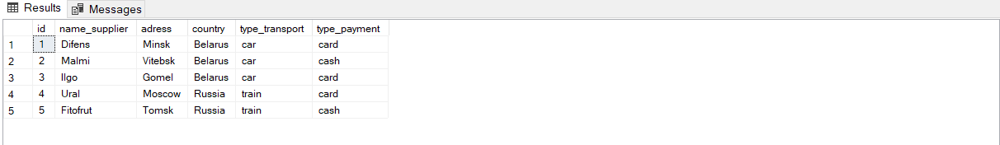 Results Messages
id name_supplier adress country type_transport type_payment
1 1 Difens Minsk Belarus car card
2 2 Malmi Vitebsk Belarus car cash
3 3 Ilgo Gomel Belarus car card
4 4 Ural Moscow Russia train card
5 5 Fitofrut Tomsk Russia train cash